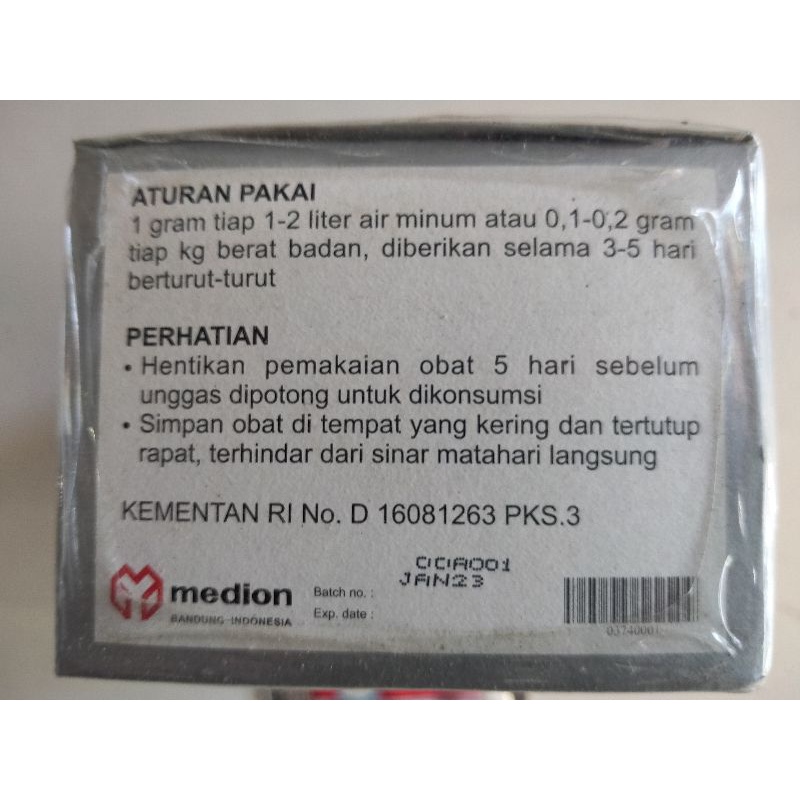 ATURAN PAKAI
1 gram tiap 1-2 liter air minum atau 0,1-0,2 gram
tiap kg berat badan, diberikan selama 3-5 hari
berturut-turut
PERHATIAN
• Hentikan pemakaian obat 5 hari sebelum
unggas dipotong untuk dikonsumsi
• Simpan obat di tempat yang kering dan tertutup
rapat, terhindar dari sinar matahari langsung
KEMENTAN RI No. D 16081263 PKS.3
medion
BANDUNG-INDONESIA
Batch no. :
Exp. date :
JAN23